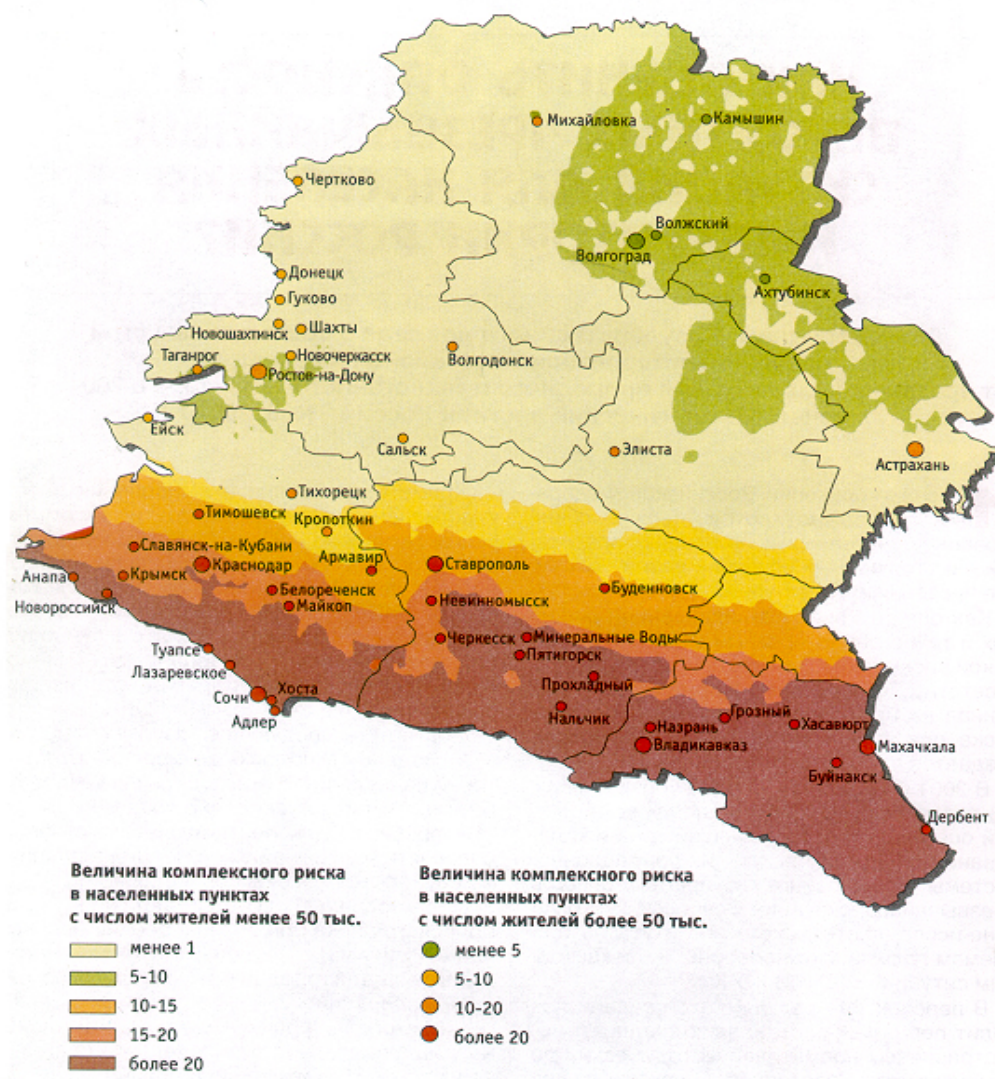 Михайловка
Камышин
Чертково
Волжский
Волгоград
Донецк
Ахтубинск
Гуково
Новошахтинск
Шахты
Таганрог
Новочеркасск
Волгодонск
Ростов-на-Дону
Ейск
Сальск
Элиста
Астрахань
Тихорецк
Тимошевск
Кропоткин
Славянск-на-Кубани
Армавир
Краснодар
Ставрополь
Анапа
Крымск
Белореченск
Буденновск
Новороссийск
Майкоп
Невинномысск
Черкесск
Минеральные Воды
Туапсе
Пятигорск
Лазаревское
Прохладный
Сочи
Хоста
Нальчик
Грозный
Адлер
Назрань
Хасавюрт
Владикавказ
Махачкала
Буйнакск
Дербент
Величина комплексного риска
в населенных пунктах
с числом жителей менее 50 тыс.
менее 1
5-10
10-15
15-20
более 20
Величина комплексного риска
в населенных пунктах
с числом жителей более 50 тыс.
менее 5
5-10
10-20
более 20